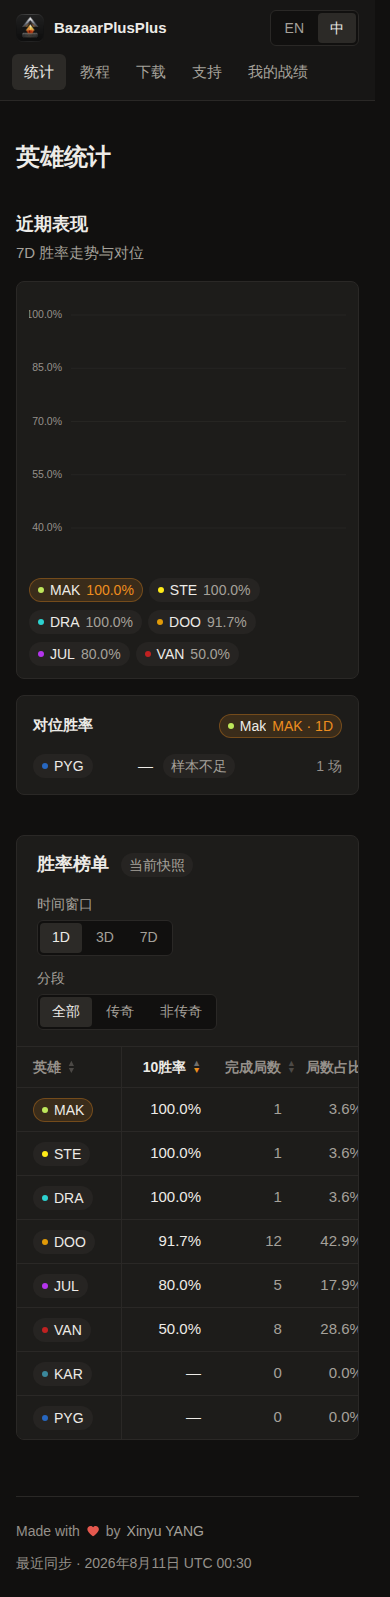 BazaarPlusPlus
EN 中
统计 教程 下载 支持 我的战绩
英雄统计
近期表现
7D 胜率走势与对位
100.0%
85.0%
70.0%
55.0%
40.0%
MAK 100.0% STE 100.0%
DRA 100.0% DOO 91.7%
JUL 80.0% VAN 50.0%
对位胜率 Mak MAK · 1D
PYG — 样本不足 1 场
胜率榜单 当前快照
时间窗口
1D 3D 7D
分段
全部 传奇 非传奇
英雄 10胜率 完成局数 局数占比
MAK 100.0% 1 3.6%
STE 100.0% 1 3.6%
DRA 100.0% 1 3.6%
DOO 91.7% 12 42.9%
JUL 80.0% 5 17.9%
VAN 50.0% 8 28.6%
KAR — 0 0.0%
PYG — 0 0.0%
Made with ♥ by Xinyu YANG
最近同步 · 2026年8月11日 UTC 00:30